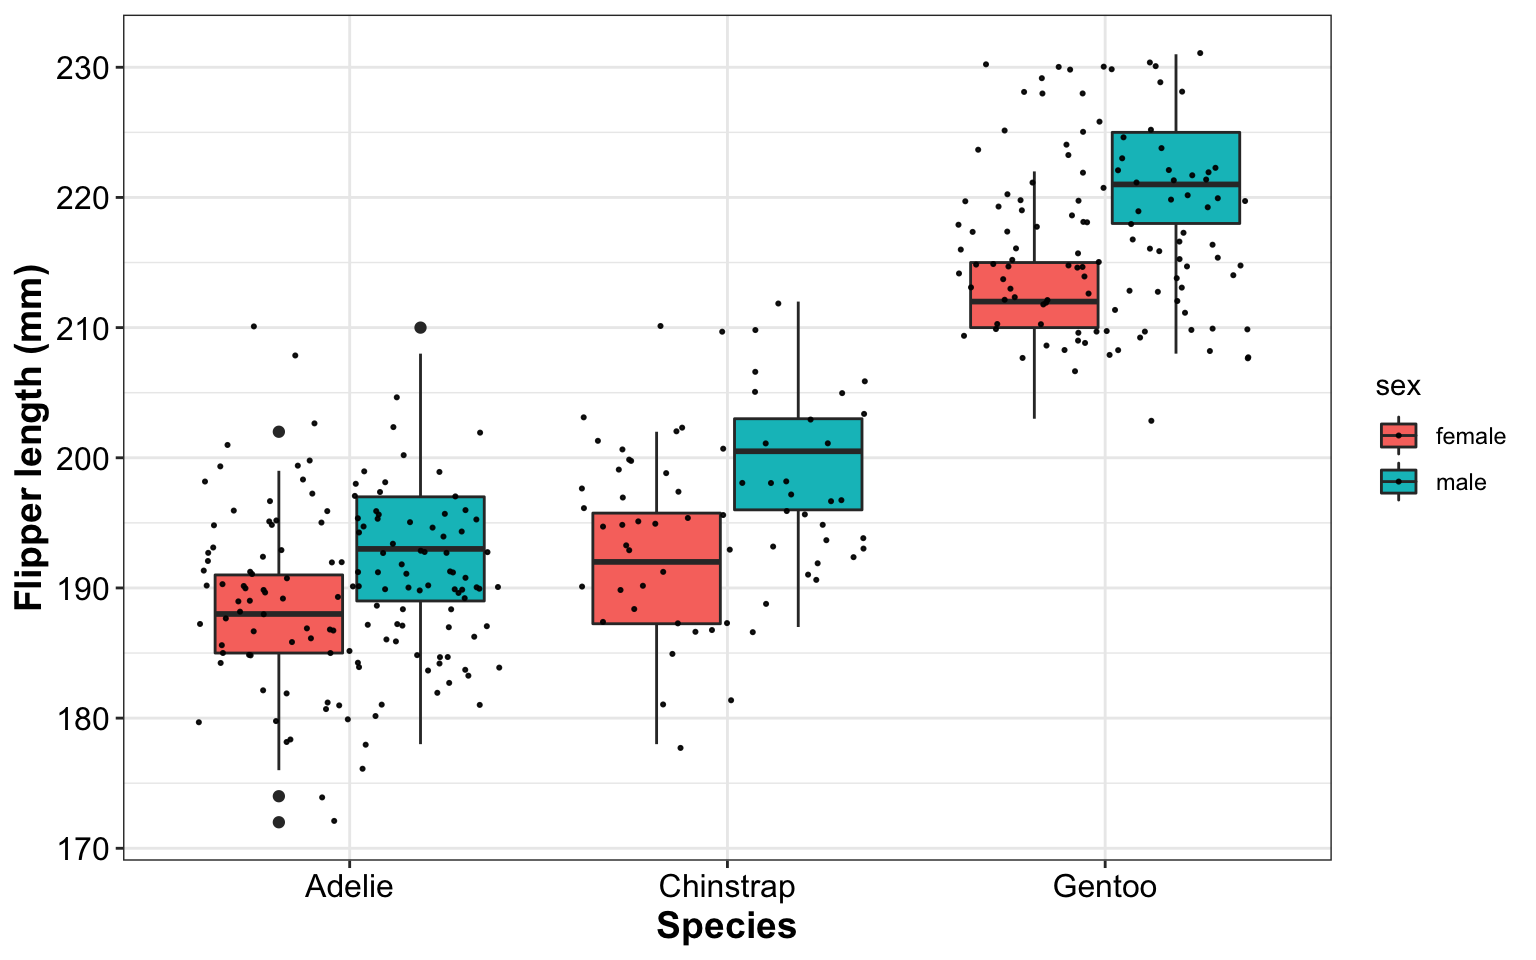 Flipper length (mm)
230
220
210
200
190
180
170
Adelie
Chinstrap
Gentoo
Species
sex
female
male